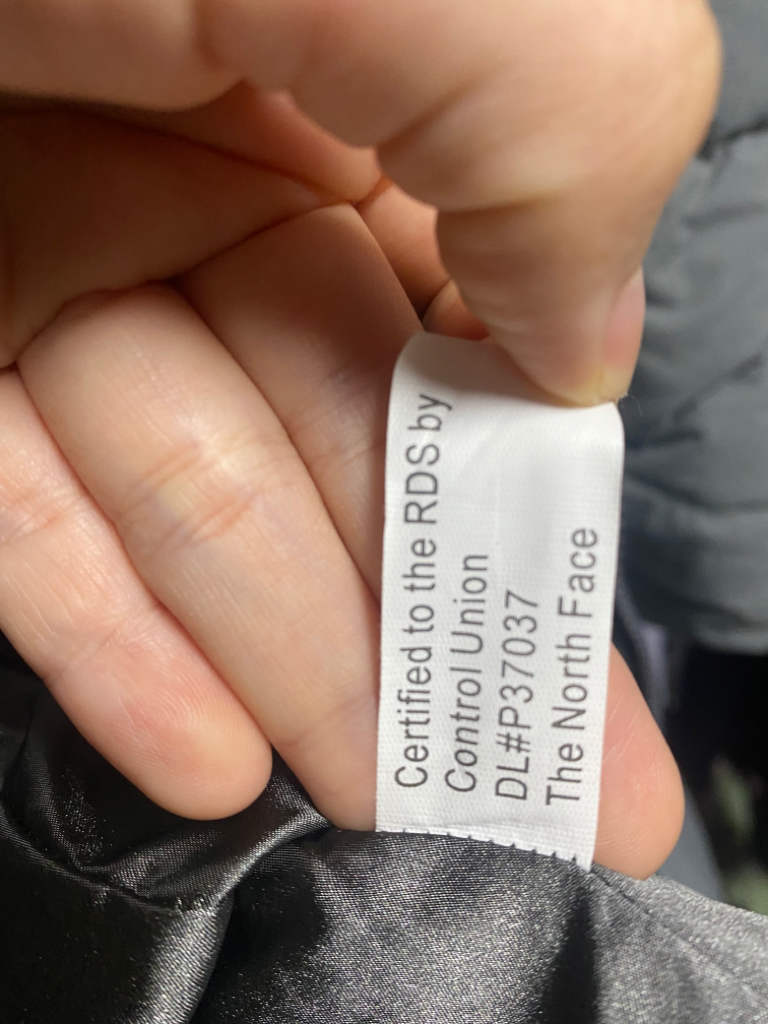 Certified to the RDS by
Control Union
DL#P37037
The North Face